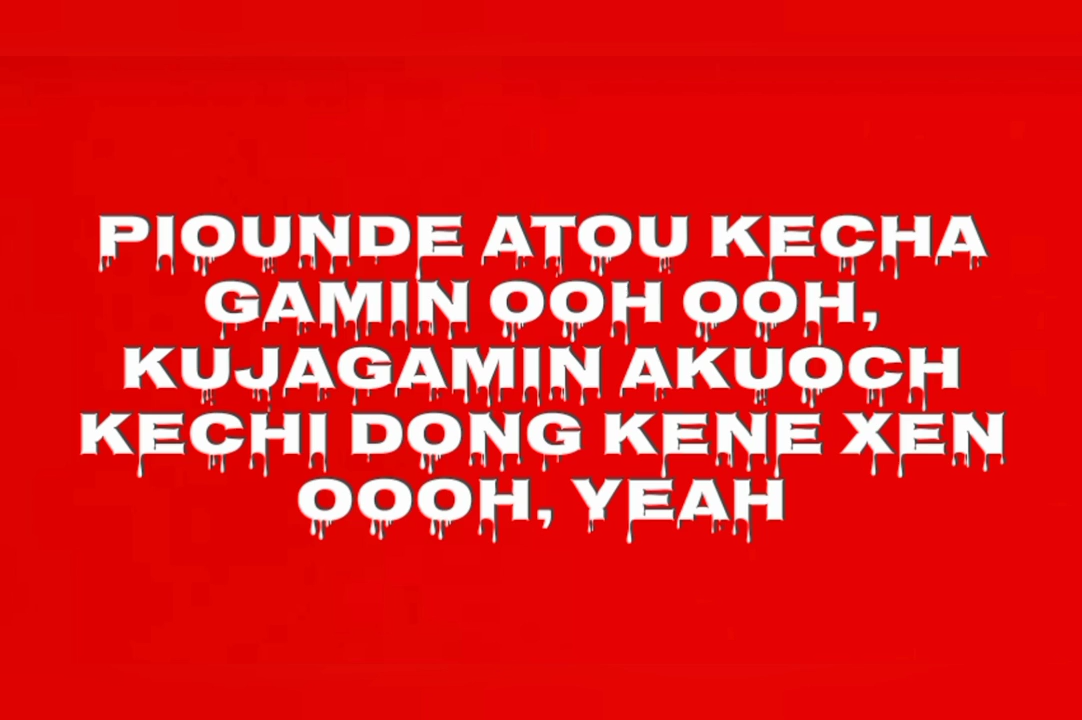 PIOUNDE ATOU KECHA
GAMIN OOH OOH,
KUJAGAMIN AKUOCH
KECHI DONG KENE XEN
OOOH, YEAH